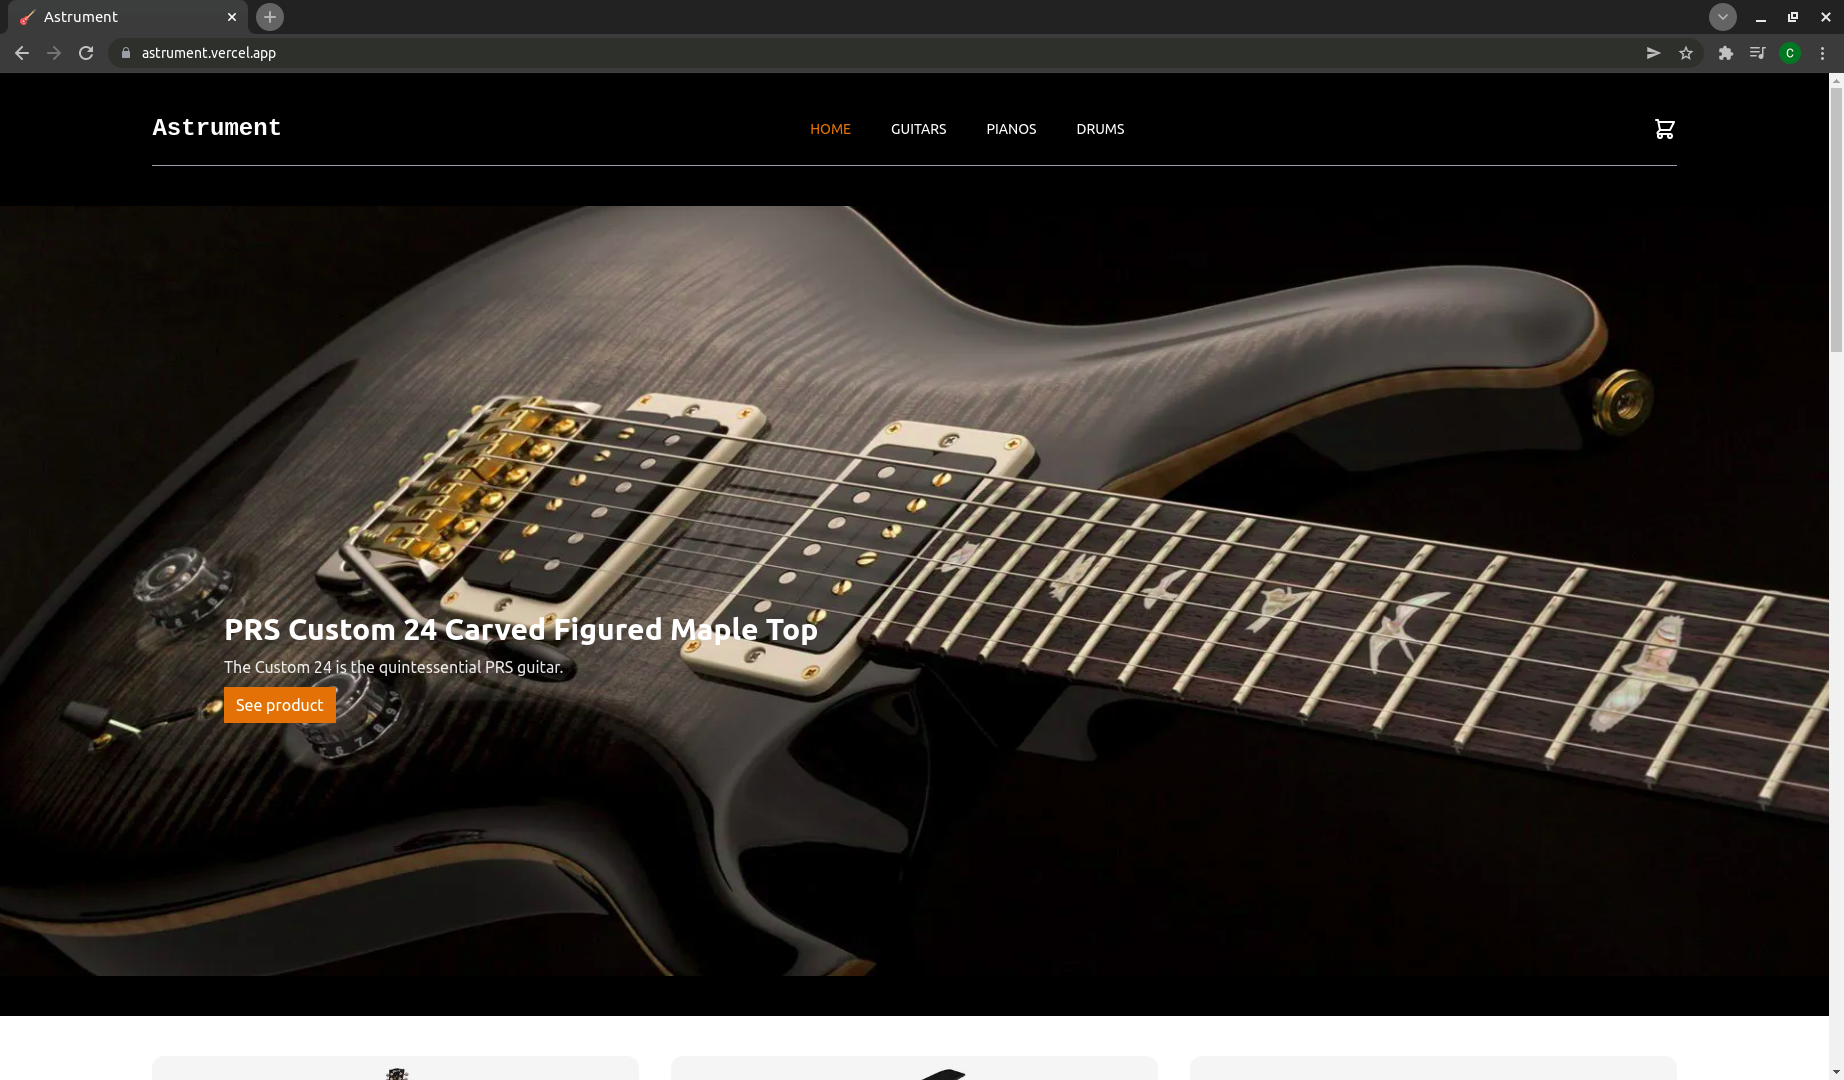 Astrument
astrument.vercel.app
C
Astrument
HOME
GUITARS
PIANOS
DRUMS
PRS Custom 24 Carved Figured Maple Top
The Custom 24 is the quintessential PRS guitar.
See product